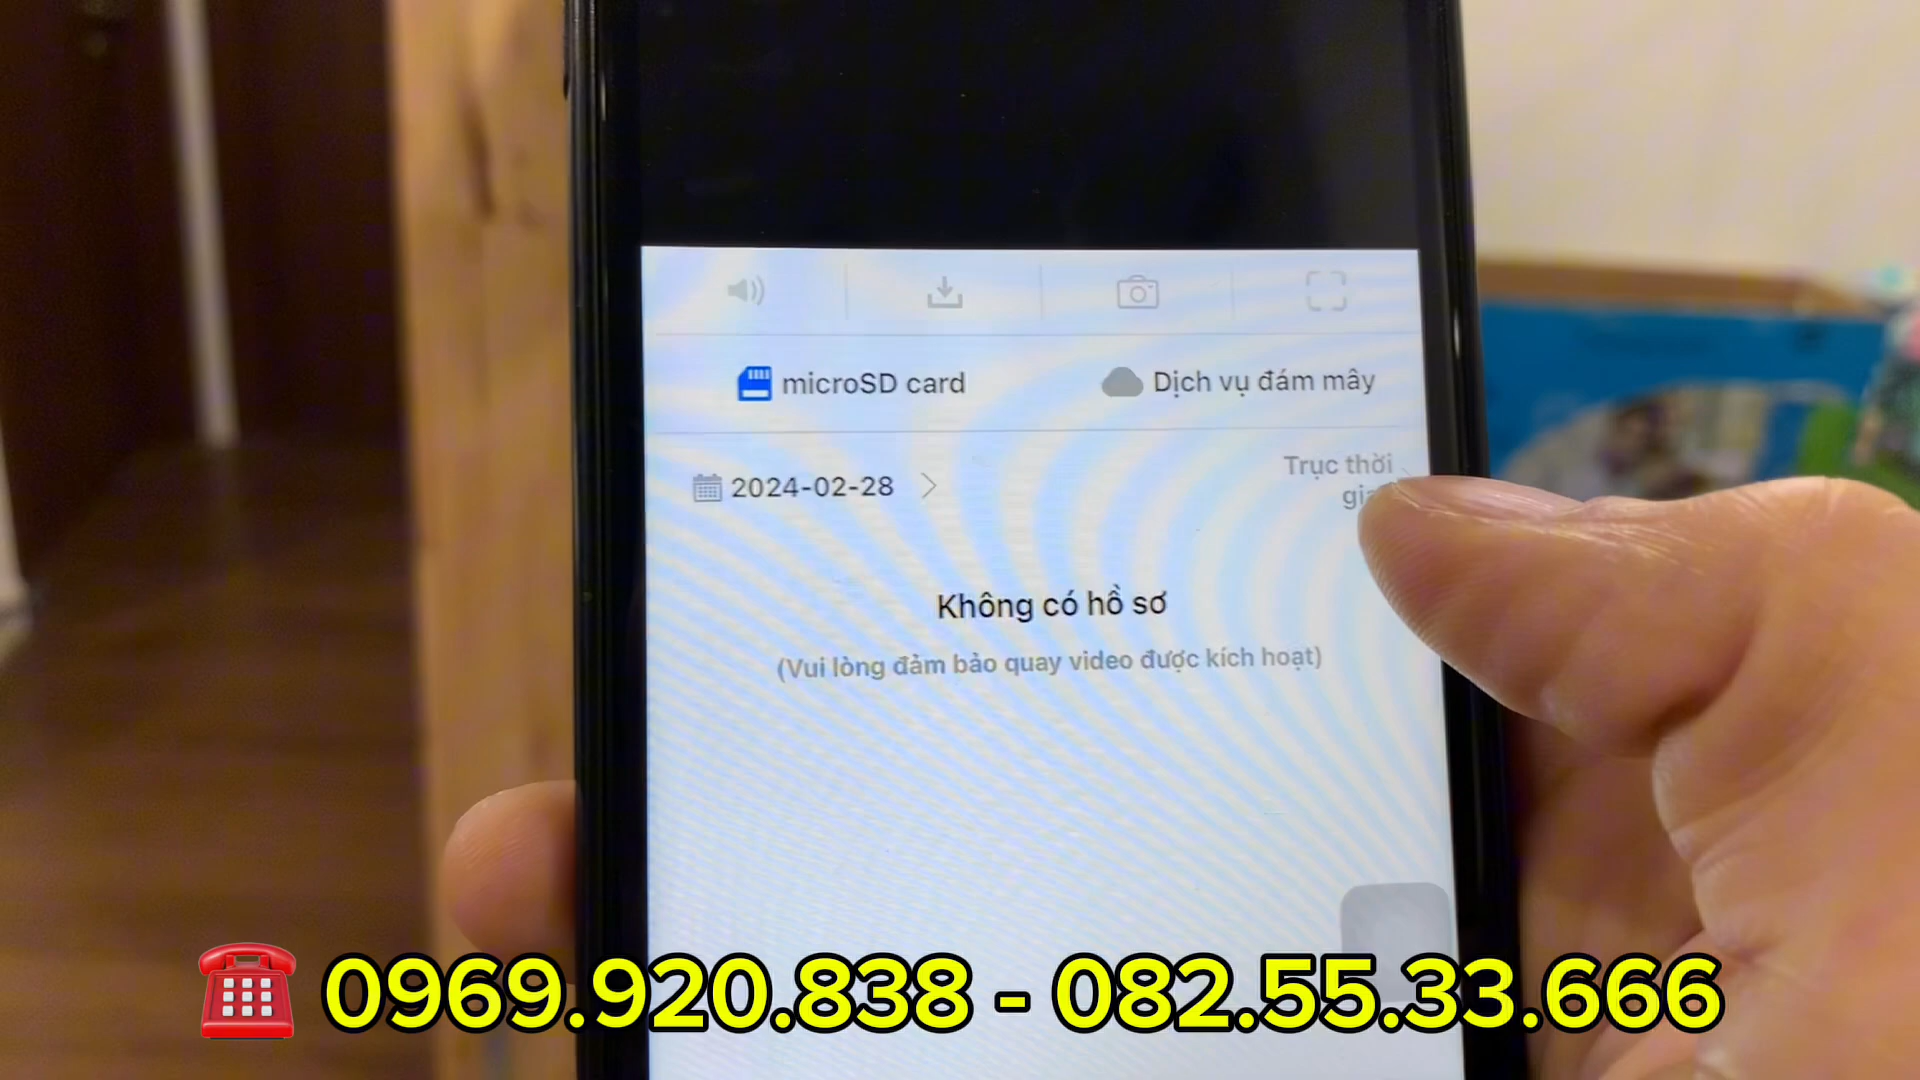 microSD card
Dịch vụ đám mây
2024-02-28
Trục thời
Không có hồ sơ
(Vui lòng đảm bảo quay video được kích hoạt)
0969.920.838 - 082.55.33.666